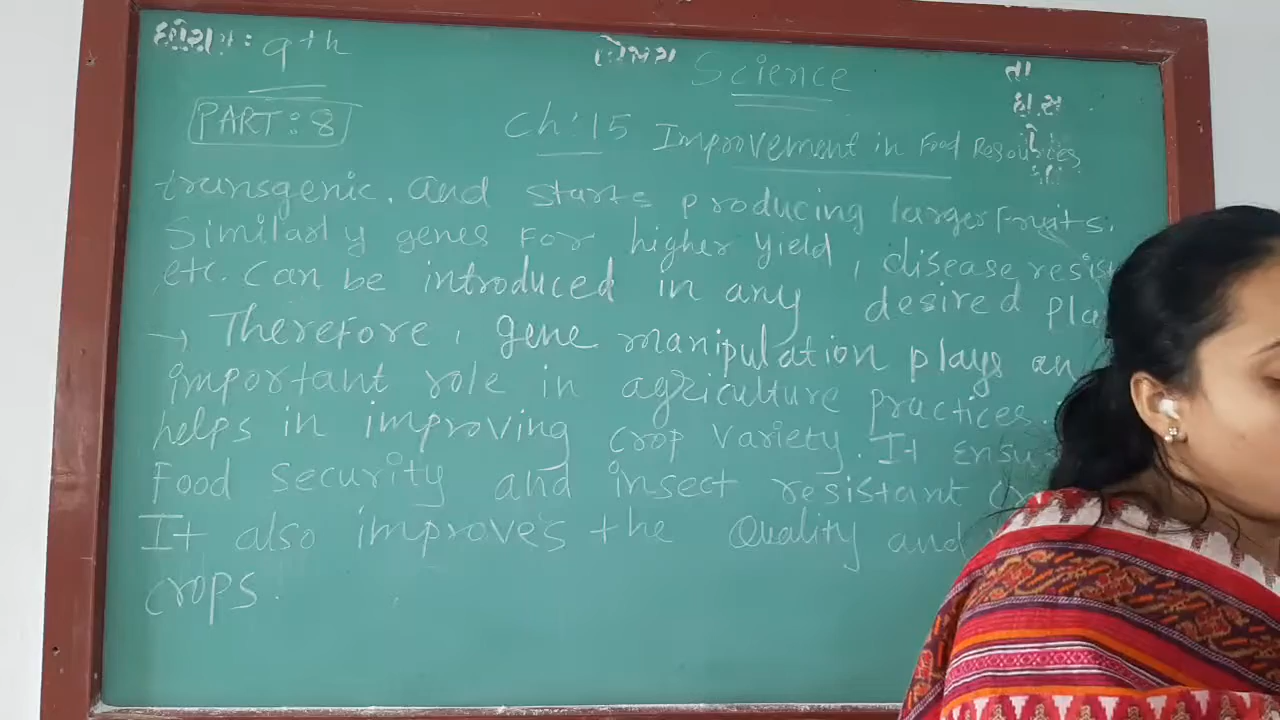 ધોરણ : 9th
વિષય Science
તા
PART : 8
Ch : 15 Improvement in Food Resources
transgenic. and starts producing larger Fruits.
Similarly genes For higher yield, disease
etc. can be introduced in any desired
→ Therefore, gene manipulation plays an
important role in agriculture practices.
helps in improving crop variety. It
Food security and insect resistant
It also improves the Quality and
crops.